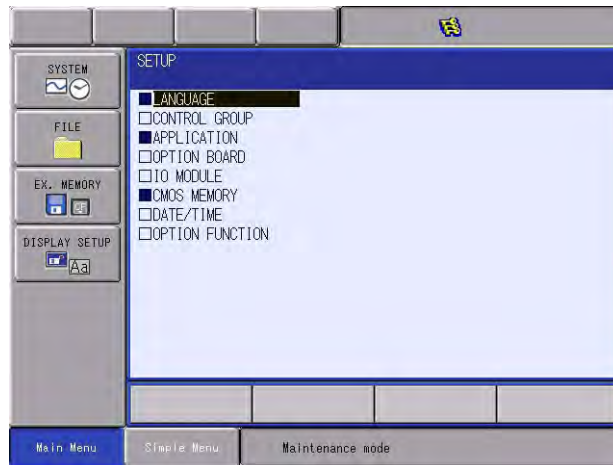 SYSTEM
FILE
EX. MEMORY
DISPLAY SETUP
Aa
SETUP
LANGUAGE
CONTROL GROUP
APPLICATION
OPTION BOARD
IO MODULE
CMOS MEMORY
DATE/TIME
OPTION FUNCTION
Main Menu
Simple Menu
Maintenance mode